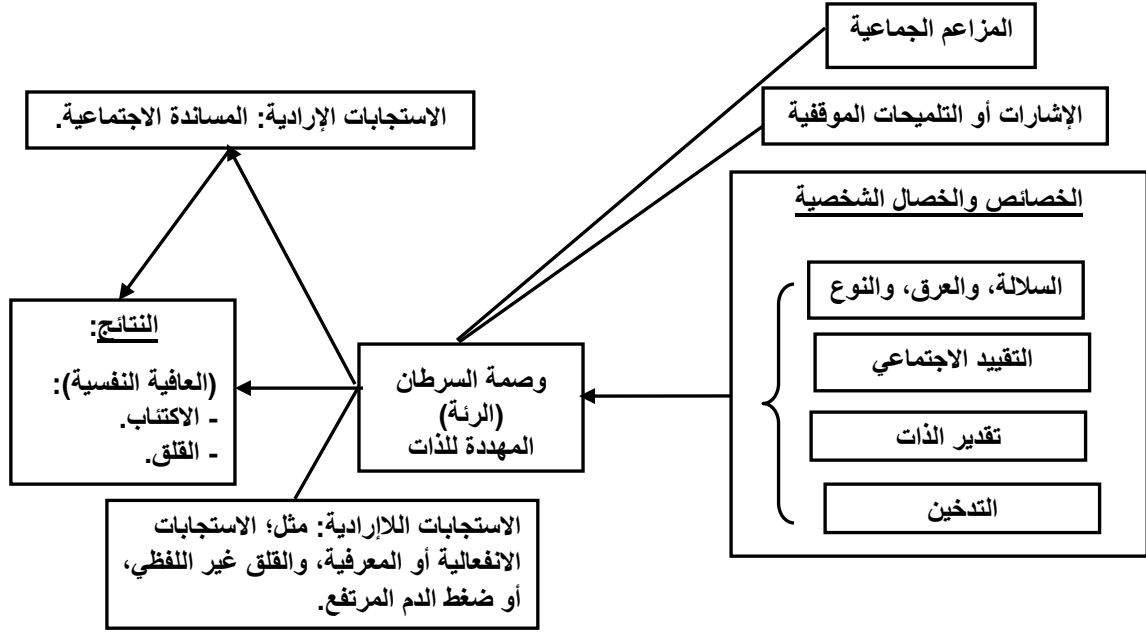 المزاعم الجماعية
الإشارات أو التلميحات الموقفية
الخصائص والخصال الشخصية
السلالة، والعرق، والنوع
التقييد الاجتماعي
تقدير الذات
التدخين
وصمة السرطان
(الرئة)
المهددة للذات
الاستجابات الإرادية: المساندة الاجتماعية.
النتائج:
(العافية النفسية):
- الاكتئاب.
- القلق.
الاستجابات اللاإرادية: مثل؛ الاستجابات
الانفعالية أو المعرفية، والقلق غير اللفظي،
أو ضغط الدم المرتفع.